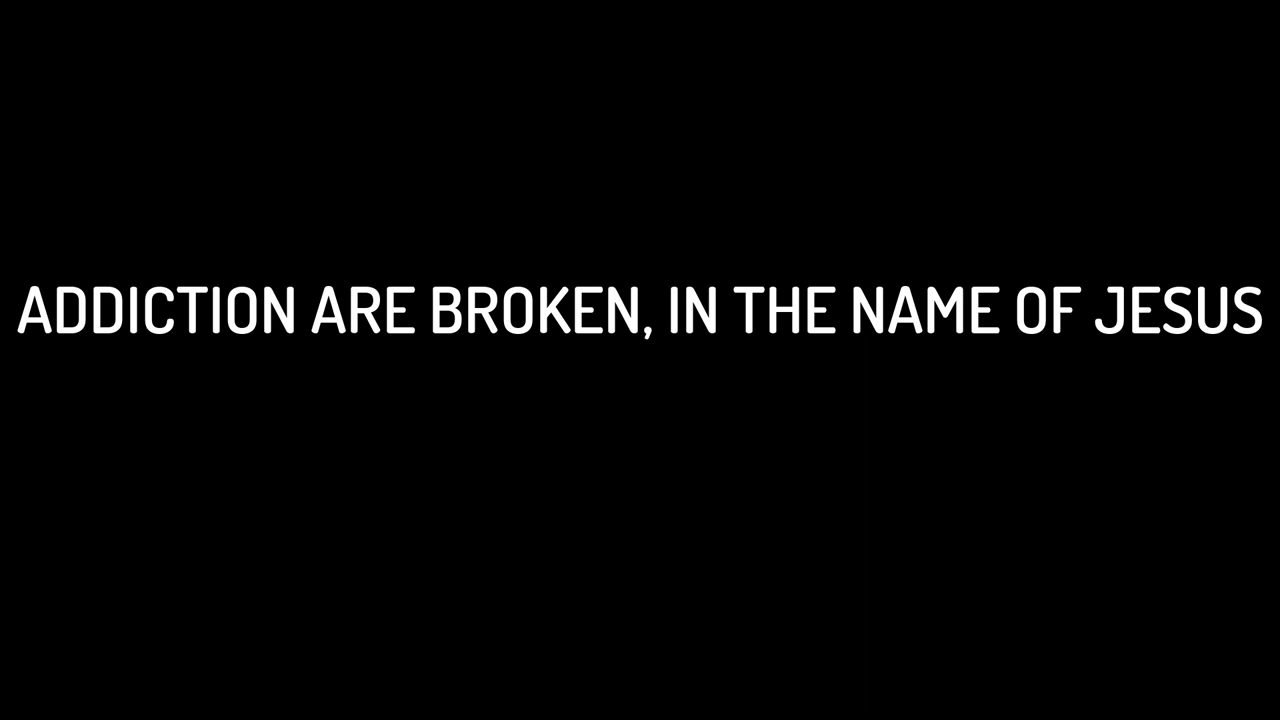 ADDICTION ARE BROKEN, IN THE NAME OF JESUS